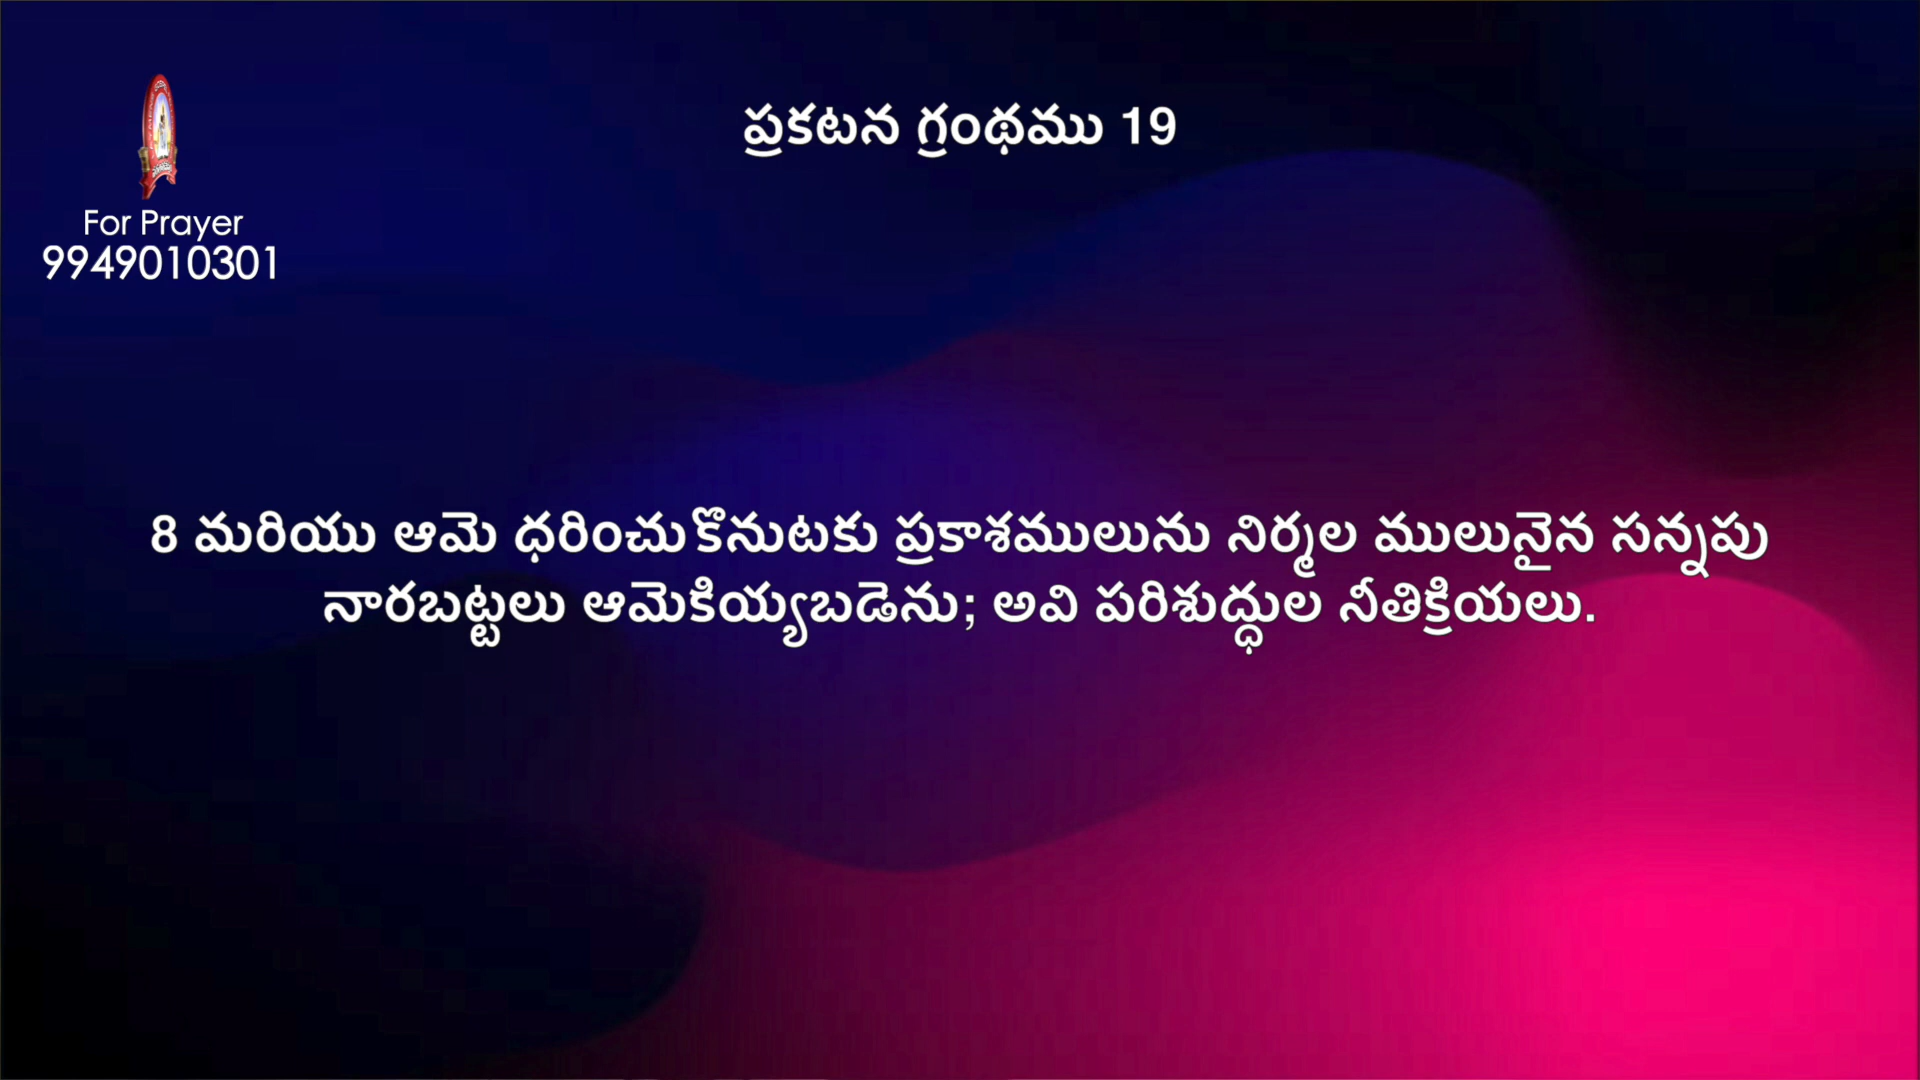 ప్రకటన గ్రంథము 19
For Prayer
9949010301
8 మరియు ఆమె ధరించుకొనుటకు ప్రకాశములును నిర్మల ములునైన సన్నపు
నారబట్టలు ఆమెకియ్యబడెను; అవి పరిశుద్ధుల నీతిక్రియలు.